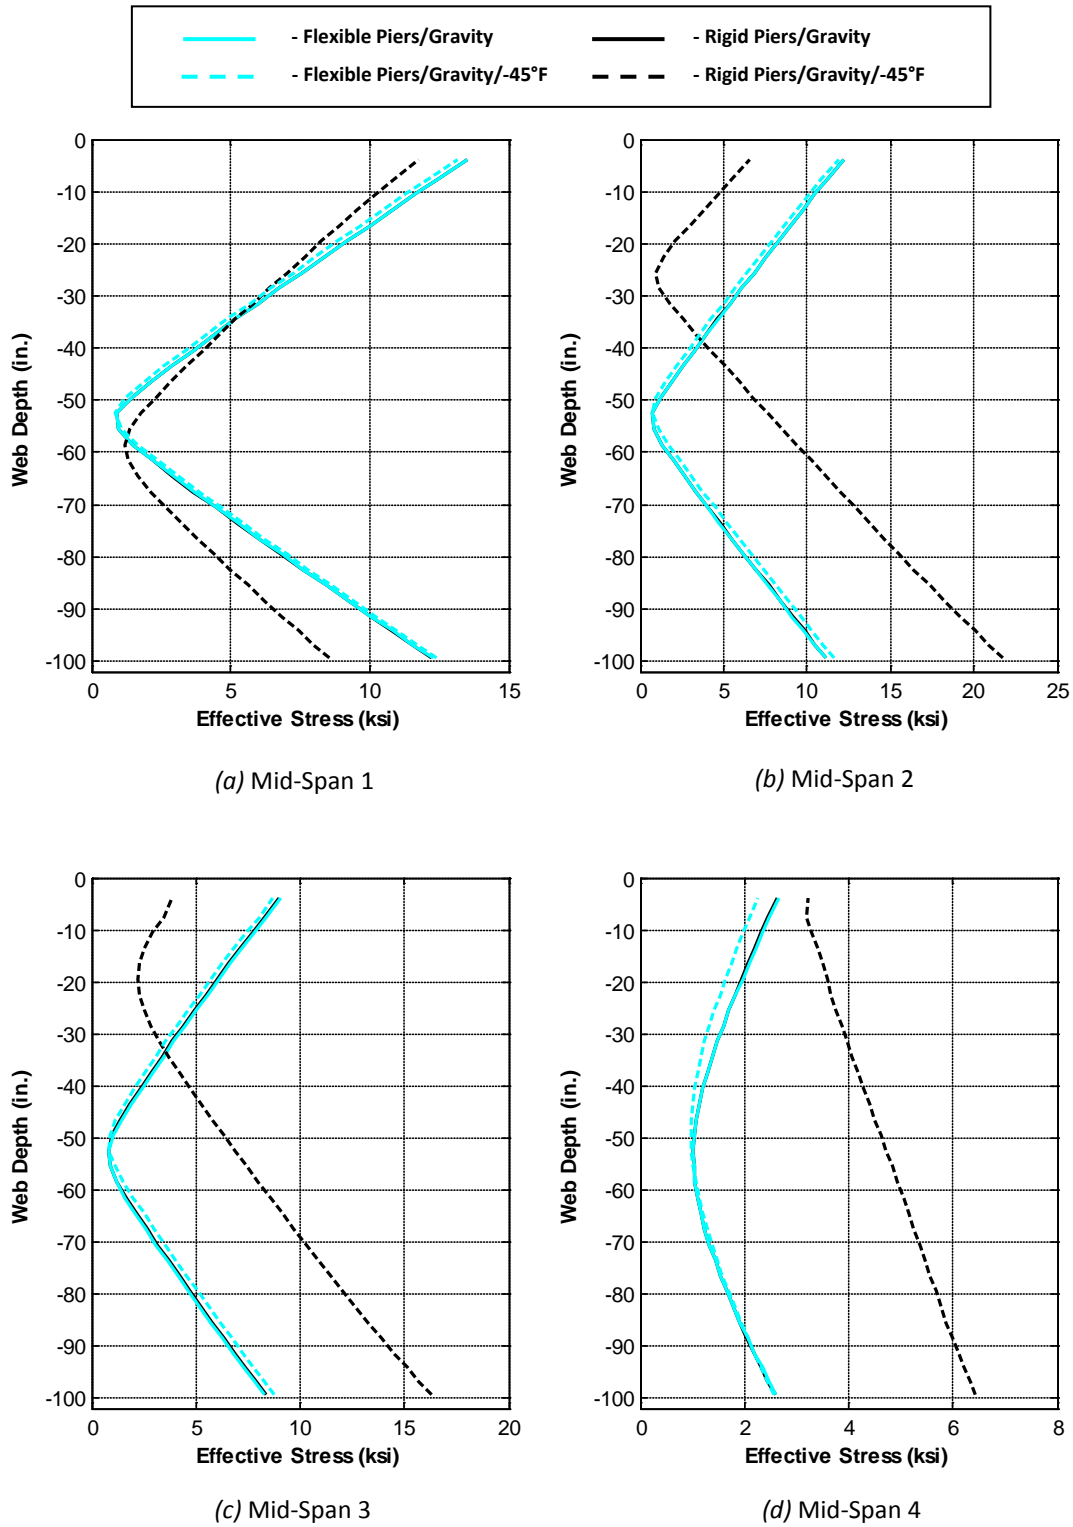 - Flexible Piers/Gravity - Rigid Piers/Gravity
- Flexible Piers/Gravity/-45°F - Rigid Piers/Gravity/-45°F
0
-10
-20
-30
-40
-50
-60
-70
-80
-90
-100
Web Depth (in.)
0 5 10 15
Effective Stress (ksi)
(a) Mid-Span 1
0
-10
-20
-30
-40
-50
-60
-70
-80
-90
-100
Web Depth (in.)
0 5 10 15 20 25
Effective Stress (ksi)
(b) Mid-Span 2
0
-10
-20
-30
-40
-50
-60
-70
-80
-90
-100
Web Depth (in.)
0 5 10 15 20
Effective Stress (ksi)
(c) Mid-Span 3
0
-10
-20
-30
-40
-50
-60
-70
-80
-90
-100
Web Depth (in.)
0 2 4 6 8
Effective Stress (ksi)
(d) Mid-Span 4